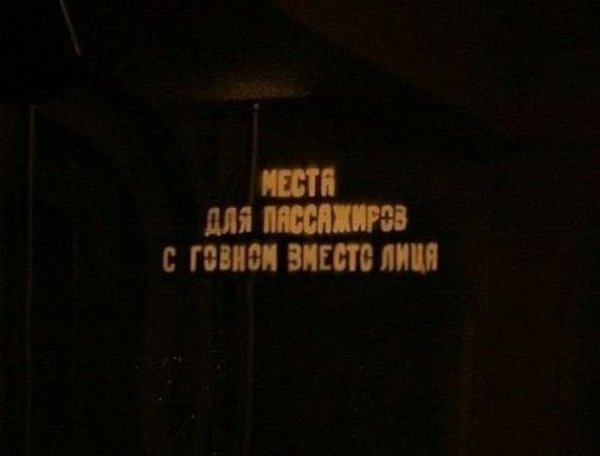 МЕСТА
ДЛЯ ПАССАЖИРОВ
С ГОВНОМ ВМЕСТО ЛИЦА